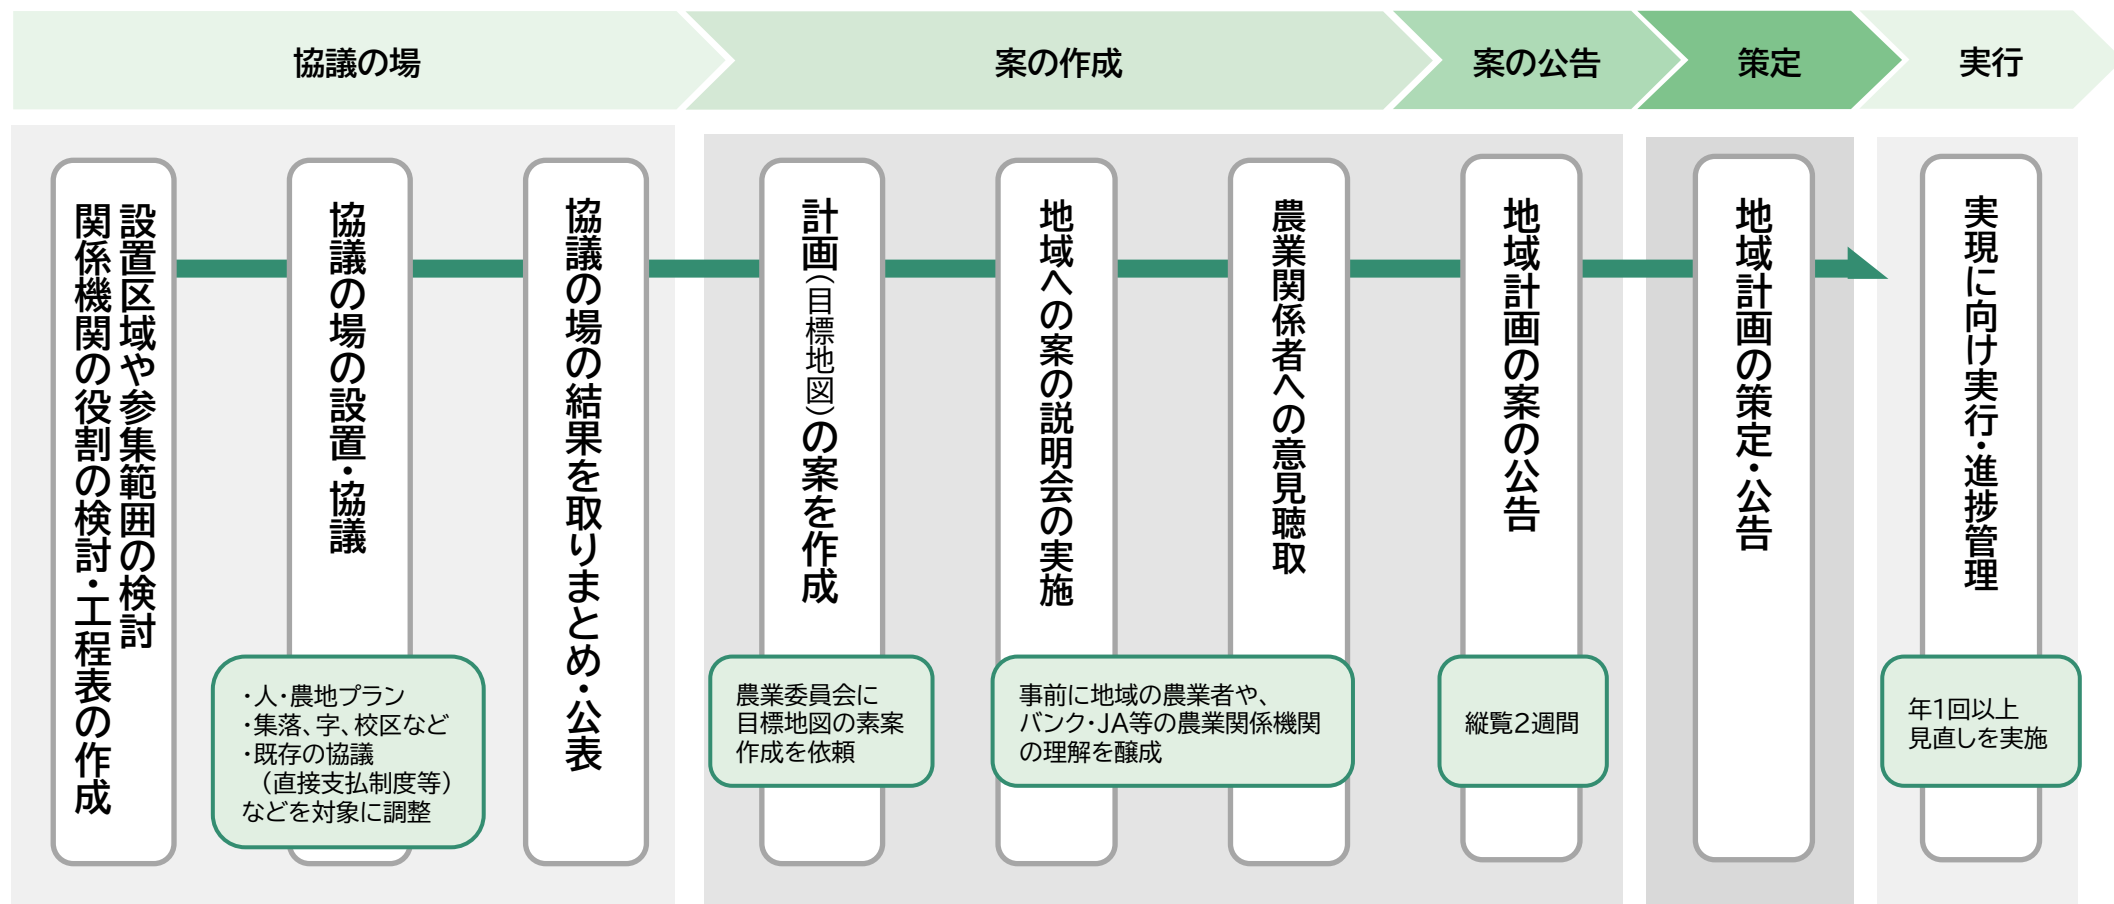 協議の場
案の作成
案の公告
策定
実行
設置区域や参集範囲の検討
関係機関の役割の検討・工程表の作成
協議の場の設置・協議
・人・農地プラン
・集落、字、校区など
・既存の協議
（直接支払制度等）
などを対象に調整
協議の場の結果を取りまとめ・公表
計画（目標地図）の案を作成
農業委員会に
目標地図の素案
作成を依頼
地域への案の説明会の実施
農業関係者への意見聴取
事前に地域の農業者や、
バンク・JA等の農業関係機関
の理解を醸成
地域計画の案の公告
縦覧2週間
地域計画の策定・公告
実現に向け実行・進捗管理
年1回以上
見直しを実施